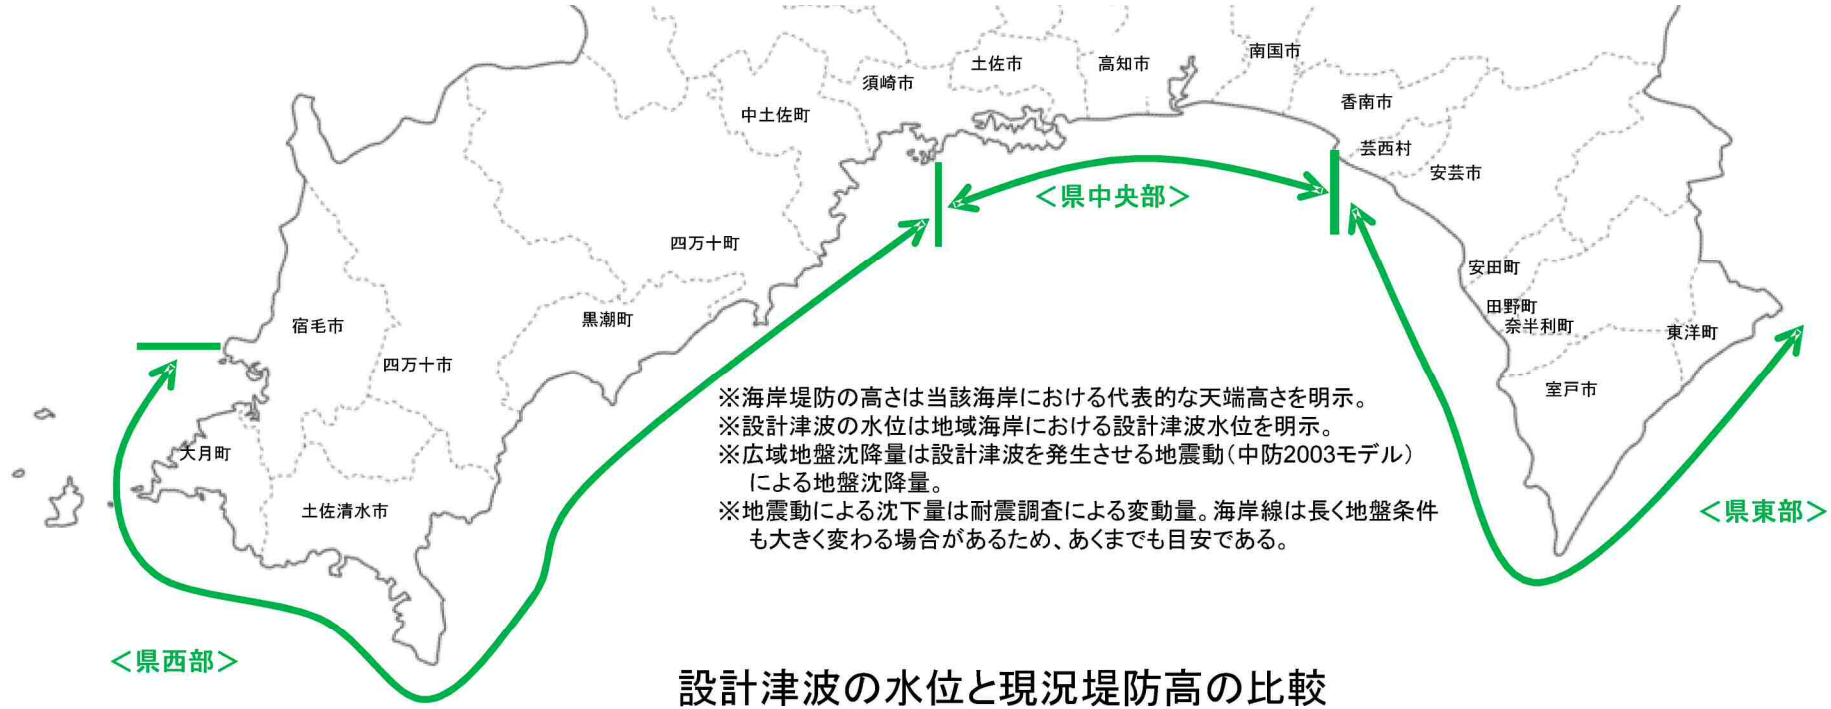 南国市
土佐市
高知市
須崎市
香南市
中土佐町
芸西村
安芸市
＜県中央部＞
四万十町
安田町
田野町
奈半利町
黒潮町
宿毛市
東洋町
四万十市
室戸市
※海岸堤防の高さは当該海岸における代表的な天端高さを明示。
※設計津波の水位は地域海岸における設計津波水位を明示。
※広域地盤沈降量は設計津波を発生させる地震動（中防2003モデル）
による地盤沈降量。
※地震動による沈下量は耐震調査による変動量。海岸線は長く地盤条件
も大きく変わる場合があるため、あくまでも目安である。
大月町
土佐清水市
＜県東部＞
＜県西部＞
設計津波の水位と現況堤防高の比較